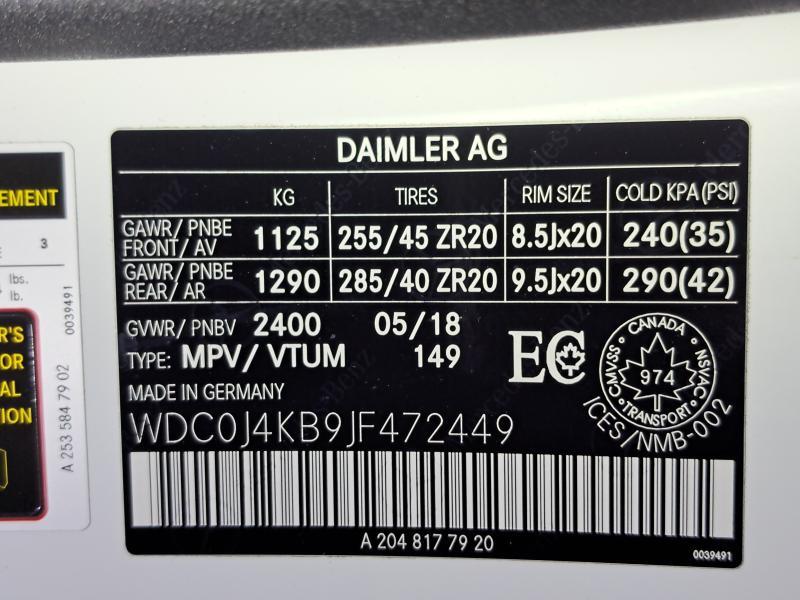 DAIMLER AG
KG TIRES RIM SIZE COLD KPA (PSI)
GAWR/ PNBE FRONT/ AV 1125 255/45 ZR20 8.5Jx20 240(35)
GAWR/ PNBE REAR/ AR 1290 285/40 ZR20 9.5Jx20 290(42)
GVWR/ PNBV 2400 05/18
TYPE: MPV/ VTUM 149
EC
CANADA
NSVAC
TRANSPORT
CMVSS
974
ICES/NMB-002
MADE IN GERMANY
WDC0J4KB9JF472449
A 204 817 79 20
0039491
EMENT
3
lbs.
lb.
0039491
A 253 584 79 02
R'S
OR
AL
TION